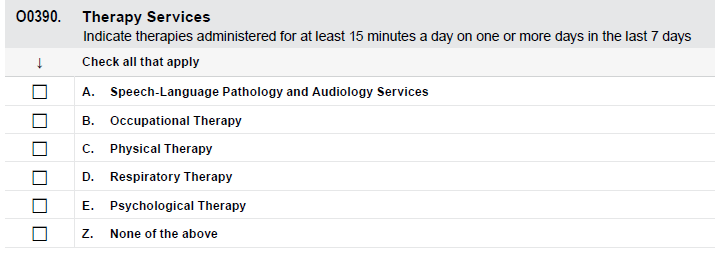 O0390. Therapy Services
Indicate therapies administered for at least 15 minutes a day on one or more days in the last 7 days
↓ Check all that apply
☐ A. Speech-Language Pathology and Audiology Services
☐ B. Occupational Therapy
☐ C. Physical Therapy
☐ D. Respiratory Therapy
☐ E. Psychological Therapy
☐ Z. None of the above